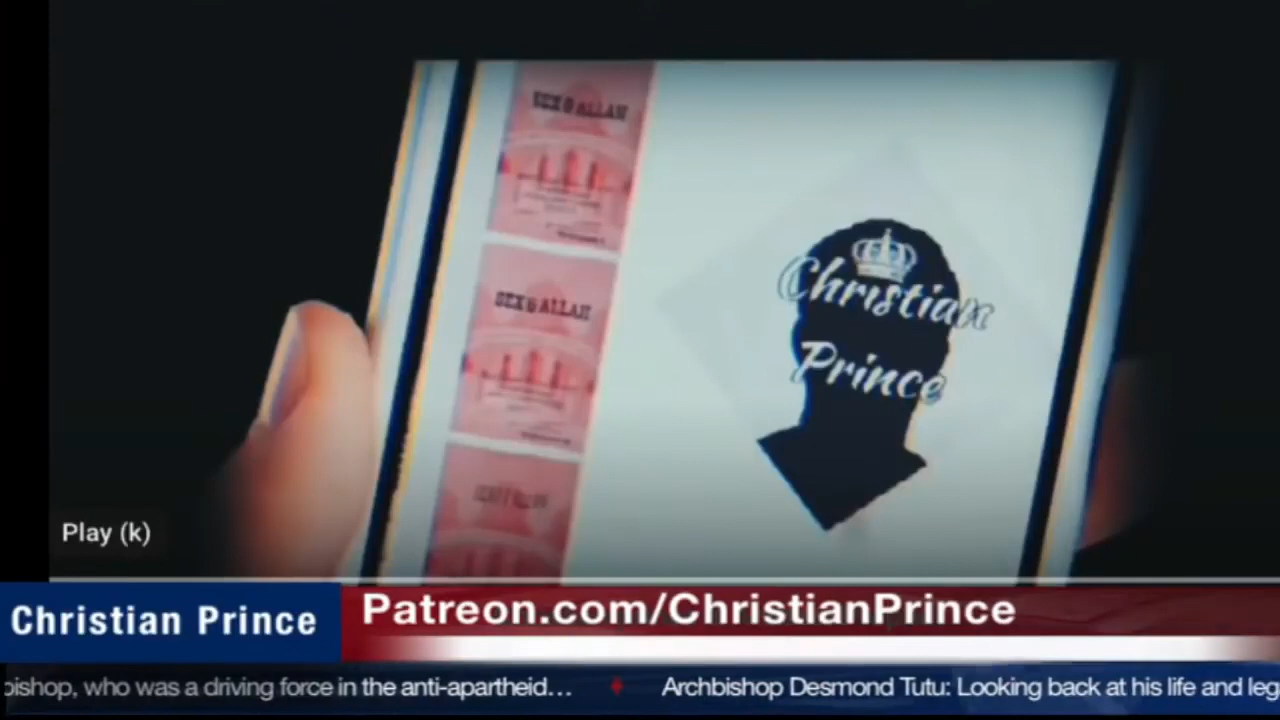 SEX & ALLAH
Christian
Prince
SEX & ALLAH
Play (k)
Christian Prince
Patreon.com/ChristianPrince
bishop, who was a driving force in the anti-apartheid…
Archbishop Desmond Tutu: Looking back at his life and leg